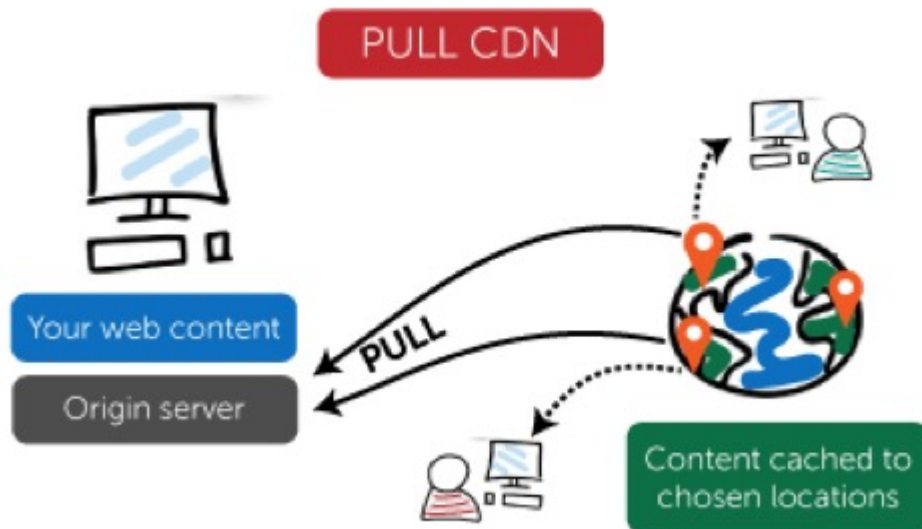 PULL CDN
Your web content
Origin server
PULL
Content cached to
chosen locations